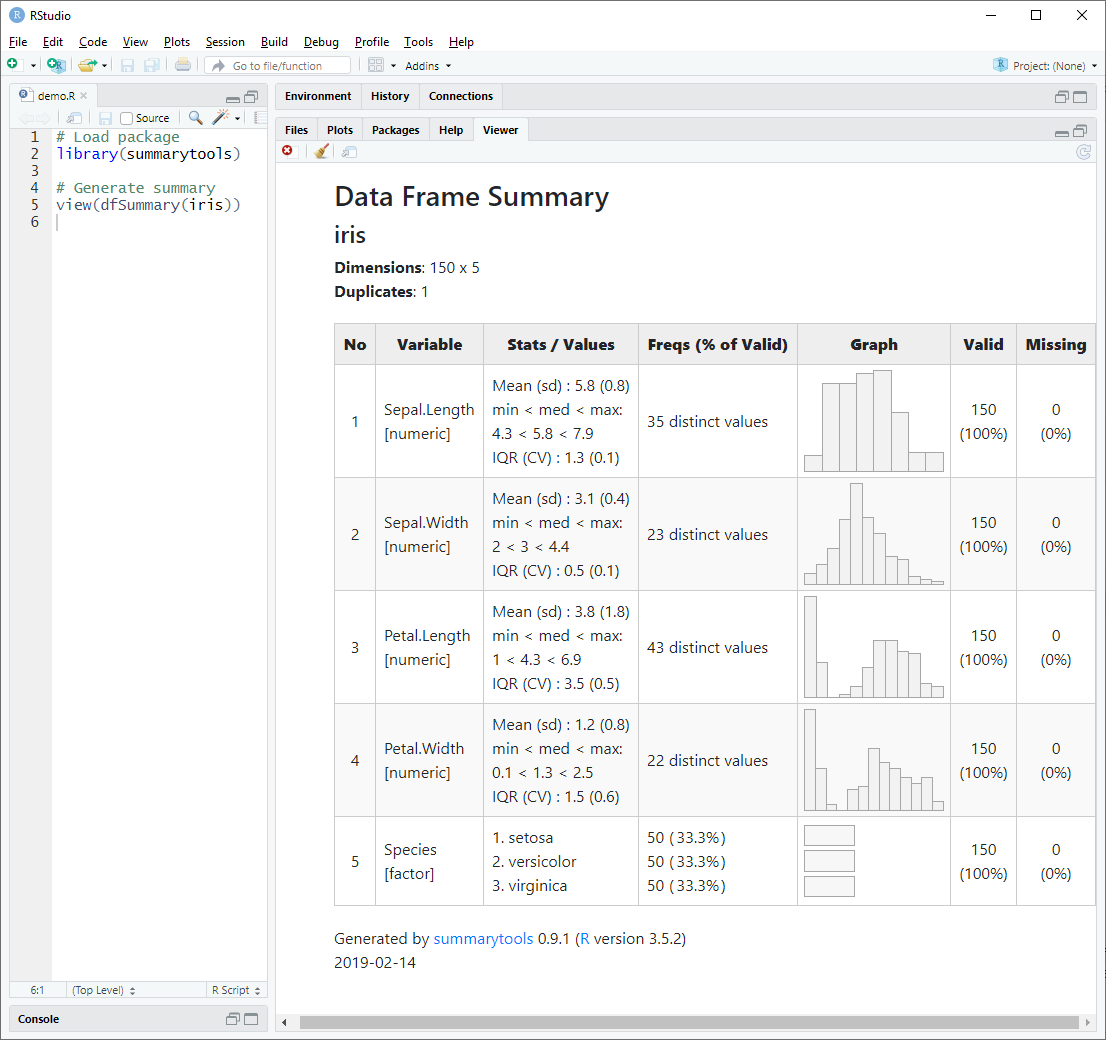 RStudio
File Edit Code View Plots Session Build Debug Profile Tools Help
Go to file/function Addins Project: (None)
demo.R
Source
1 # Load package
2 library(summarytools)
3
4 # Generate summary
5 view(dfSummary(iris))
6
6:1 (Top Level) R Script
Console
Environment History Connections
Files Plots Packages Help Viewer
Data Frame Summary
iris
Dimensions: 150 x 5
Duplicates: 1
No Variable Stats / Values Freqs (% of Valid) Graph Valid Missing
1
Sepal.Length
[numeric]
Mean (sd) : 5.8 (0.8)
min < med < max:
4.3 < 5.8 < 7.9
IQR (CV) : 1.3 (0.1)
35 distinct values
150
(100%)
0
(0%)
2
Sepal.Width
[numeric]
Mean (sd) : 3.1 (0.4)
min < med < max:
2 < 3 < 4.4
IQR (CV) : 0.5 (0.1)
23 distinct values
150
(100%)
0
(0%)
3
Petal.Length
[numeric]
Mean (sd) : 3.8 (1.8)
min < med < max:
1 < 4.3 < 6.9
IQR (CV) : 3.5 (0.5)
43 distinct values
150
(100%)
0
(0%)
4
Petal.Width
[numeric]
Mean (sd) : 1.2 (0.8)
min < med < max:
0.1 < 1.3 < 2.5
IQR (CV) : 1.5 (0.6)
22 distinct values
150
(100%)
0
(0%)
5
Species
[factor]
1. setosa
2. versicolor
3. virginica
50 (33.3%)
50 (33.3%)
50 (33.3%)
150
(100%)
0
(0%)
Generated by summarytools 0.9.1 (R version 3.5.2)
2019-02-14